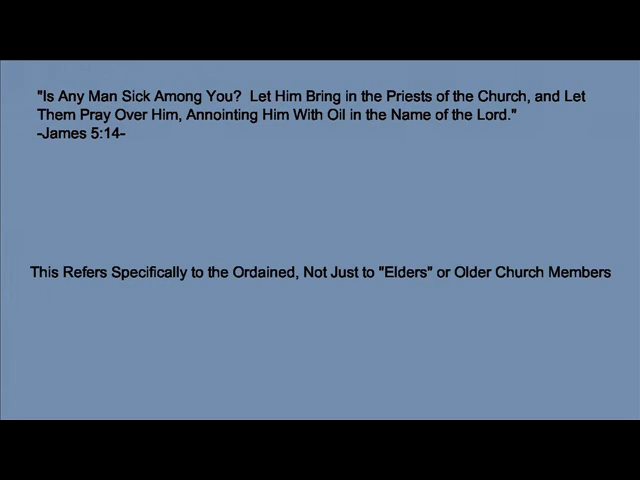 "Is Any Man Sick Among You?  Let Him Bring in the Priests of the Church, and Let
Them Pray Over Him, Annointing Him With Oil in the Name of the Lord."
-James 5:14-
This Refers Specifically to the Ordained, Not Just to "Elders" or Older Church Members